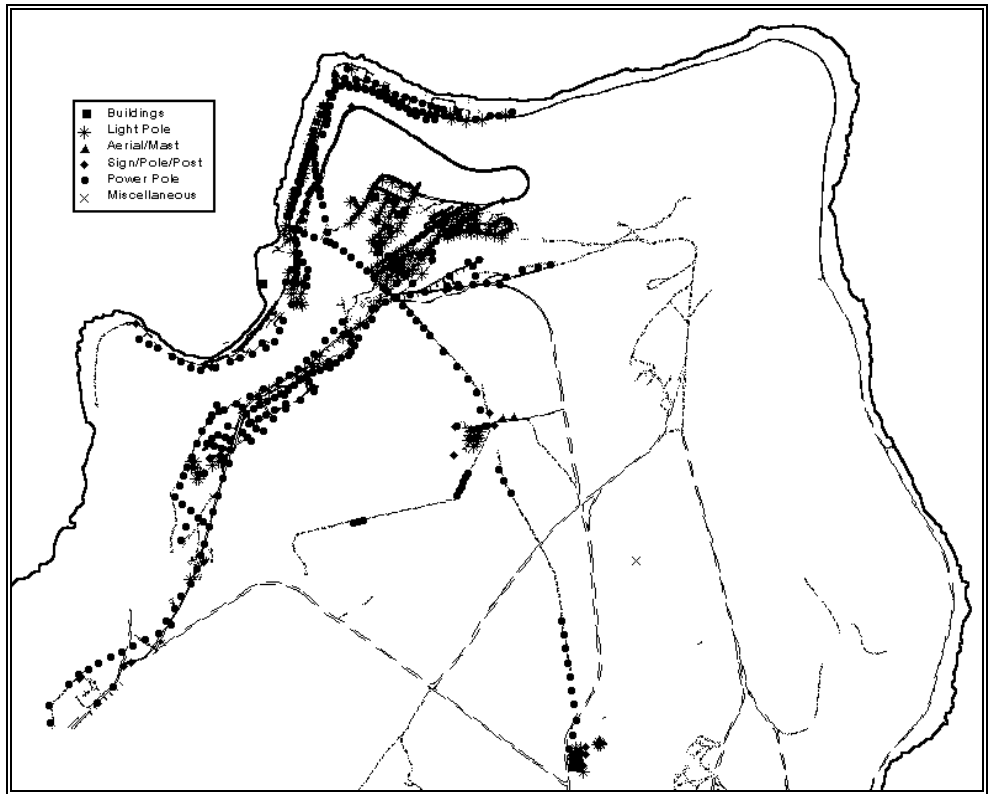 Buildings
Light Pole
Aerial/Mast
Sign/Pole/Post
Power Pole
Miscellaneous